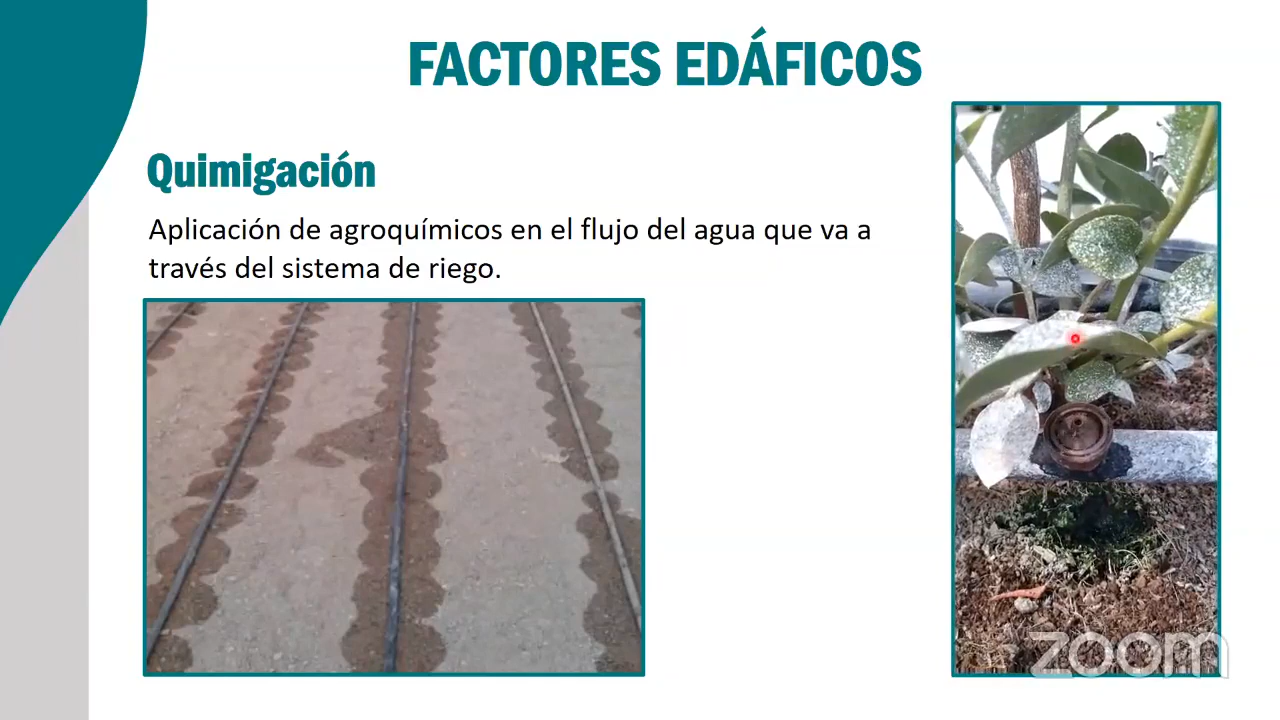 FACTORES EDÁFICOS
Quimigación
Aplicación de agroquímicos en el flujo del agua que va a
través del sistema de riego.
zoom